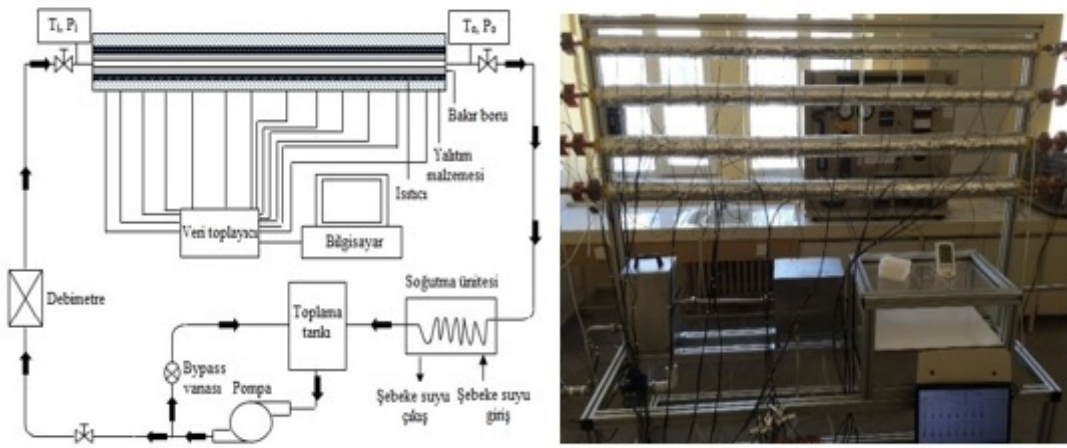 Tᵢ, Pᵢ
Tₒ, Pₒ
Bakır boru
Yalıtım
malzemesi
Isıtıcı
Veri toplayıcı
Bilgisayar
Debimetre
Soğutma ünitesi
Toplama
tankı
Bypass
vanası
Pompa
Şebeke suyu
çıkış
Şebeke suyu
giriş